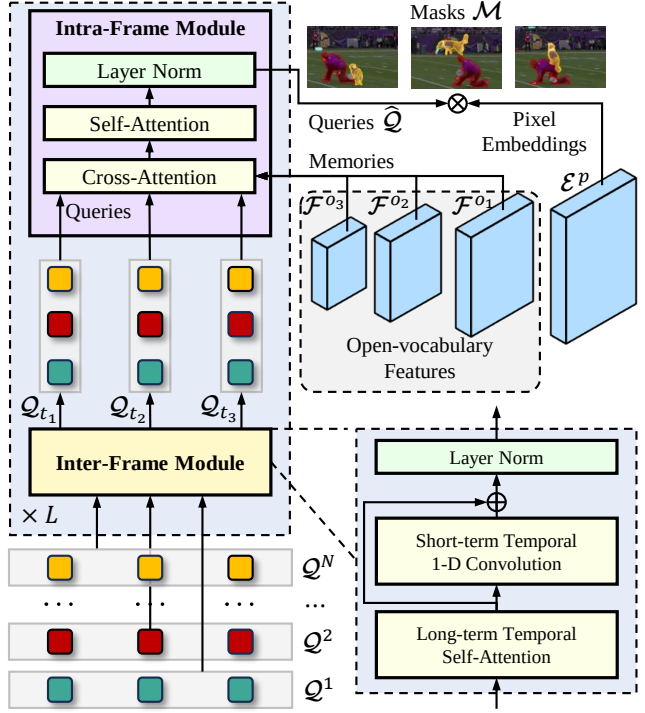 Intra-Frame Module
Layer Norm
Self-Attention
Cross-Attention
Queries
Masks ℳ
Queries 𝒬̂
⊗
Pixel
Embeddings
Memories
ℱ^{o_3}
ℱ^{o_2}
ℱ^{o_1}
ℰ^p
Open-vocabulary
Features
𝒬_{t_1}
𝒬_{t_2}
𝒬_{t_3}
Inter-Frame Module
× L
𝒬^N
... ... ... ...
𝒬^2
𝒬^1
Layer Norm
⊕
Short-term Temporal
1-D Convolution
Long-term Temporal
Self-Attention